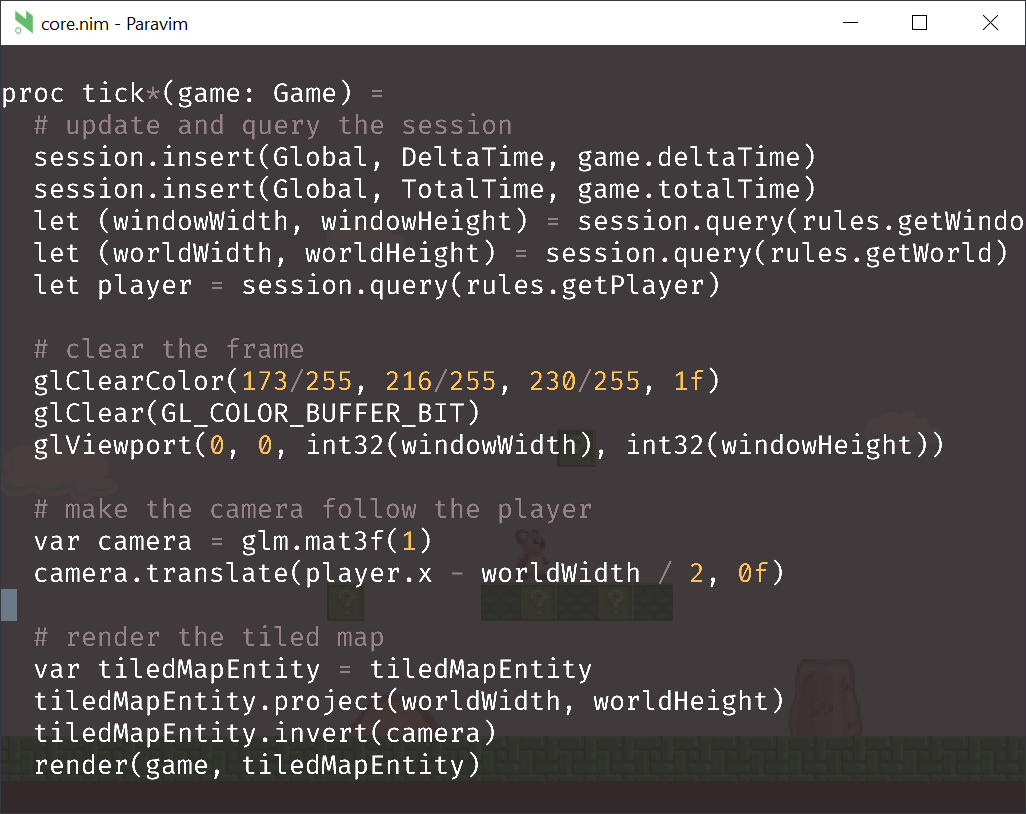 core.nim - Paravim
proc tick*(game: Game) =
  # update and query the session
  session.insert(Global, DeltaTime, game.deltaTime)
  session.insert(Global, TotalTime, game.totalTime)
  let (windowWidth, windowHeight) = session.query(rules.getWindo
  let (worldWidth, worldHeight) = session.query(rules.getWorld)
  let player = session.query(rules.getPlayer)
  # clear the frame
  glClearColor(173/255, 216/255, 230/255, 1f)
  glClear(GL_COLOR_BUFFER_BIT)
  glViewport(0, 0, int32(windowWidth), int32(windowHeight))
  # make the camera follow the player
  var camera = glm.mat3f(1)
  camera.translate(player.x - worldWidth / 2, 0f)
  # render the tiled map
  var tiledMapEntity = tiledMapEntity
  tiledMapEntity.project(worldWidth, worldHeight)
  tiledMapEntity.invert(camera)
  render(game, tiledMapEntity)